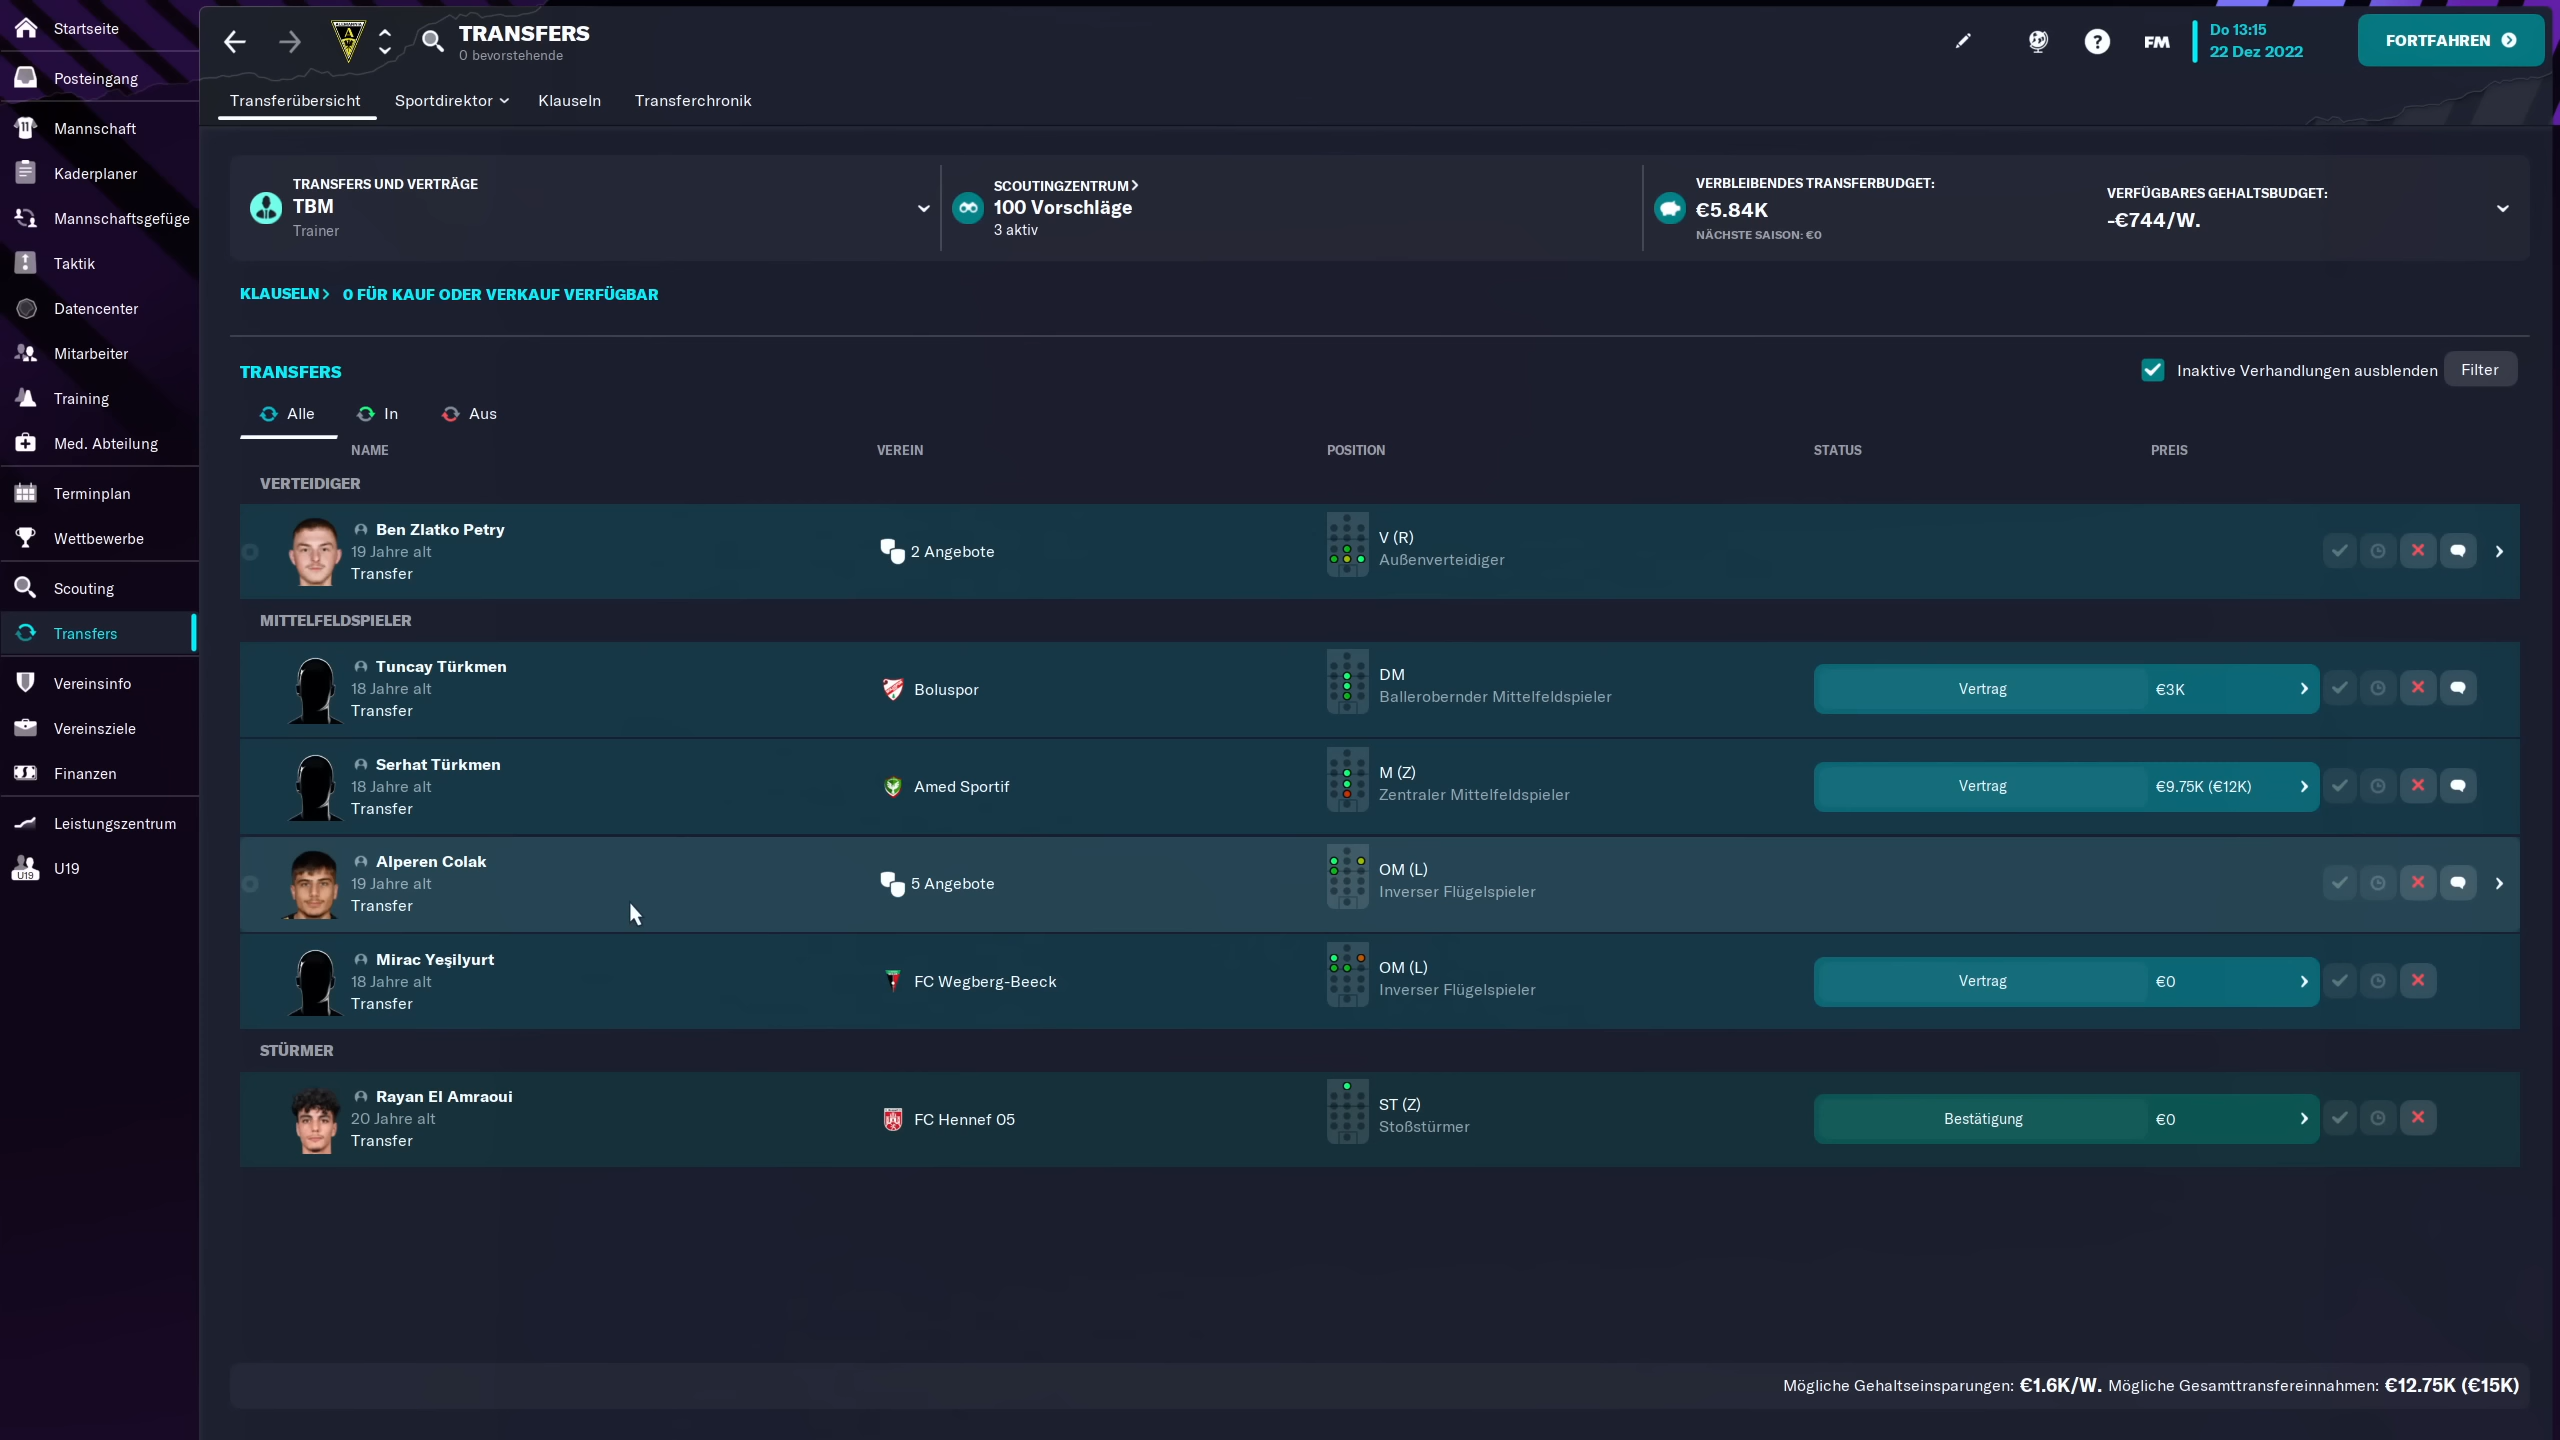 Startseite
Posteingang
Mannschaft
Kaderplaner
Mannschaftsgefüge
Taktik
Datencenter
Mitarbeiter
Training
Med. Abteilung
Terminplan
Wettbewerbe
Scouting
Transfers
Vereinsinfo
Vereinsziele
Finanzen
Leistungszentrum
U19
U19
TRANSFERS
0 bevorstehende
FM
Do 13:15
22 Dez 2022
FORTFAHREN
Transferübersicht
Sportdirektor
Klauseln
Transferchronik
TRANSFERS UND VERTRÄGE
TBM
Trainer
SCOUTINGZENTRUM
100 Vorschläge
3 aktiv
VERBLEIBENDES TRANSFERBUDGET:
€5.84K
NÄCHSTE SAISON: €0
VERFÜGBARES GEHALTSBUDGET:
-€744/W.
KLAUSELN 0 FÜR KAUF ODER VERKAUF VERFÜGBAR
TRANSFERS
Inaktive Verhandlungen ausblenden
Filter
Alle In Aus
NAME VEREIN POSITION STATUS PREIS
VERTEIDIGER
Ben Zlatko Petry
19 Jahre alt
Transfer
2 Angebote
V (R)
Außenverteidiger
MITTELFELDSPIELER
Tuncay Türkmen
18 Jahre alt
Transfer
Boluspor
DM
Ballerobernder Mittelfeldspieler
Vertrag €3K
Serhat Türkmen
18 Jahre alt
Transfer
Amed Sportif
M (Z)
Zentraler Mittelfeldspieler
Vertrag €9.75K (€12K)
Alperen Colak
19 Jahre alt
Transfer
5 Angebote
OM (L)
Inverser Flügelspieler
Mirac Yeşilyurt
18 Jahre alt
Transfer
FC Wegberg-Beeck
OM (L)
Inverser Flügelspieler
Vertrag €0
STÜRMER
Rayan El Amraoui
20 Jahre alt
Transfer
FC Hennef 05
ST (Z)
Stoßstürmer
Bestätigung €0
Mögliche Gehaltseinsparungen: €1.6K/W. Mögliche Gesamttransfereinnahmen: €12.75K (€15K)